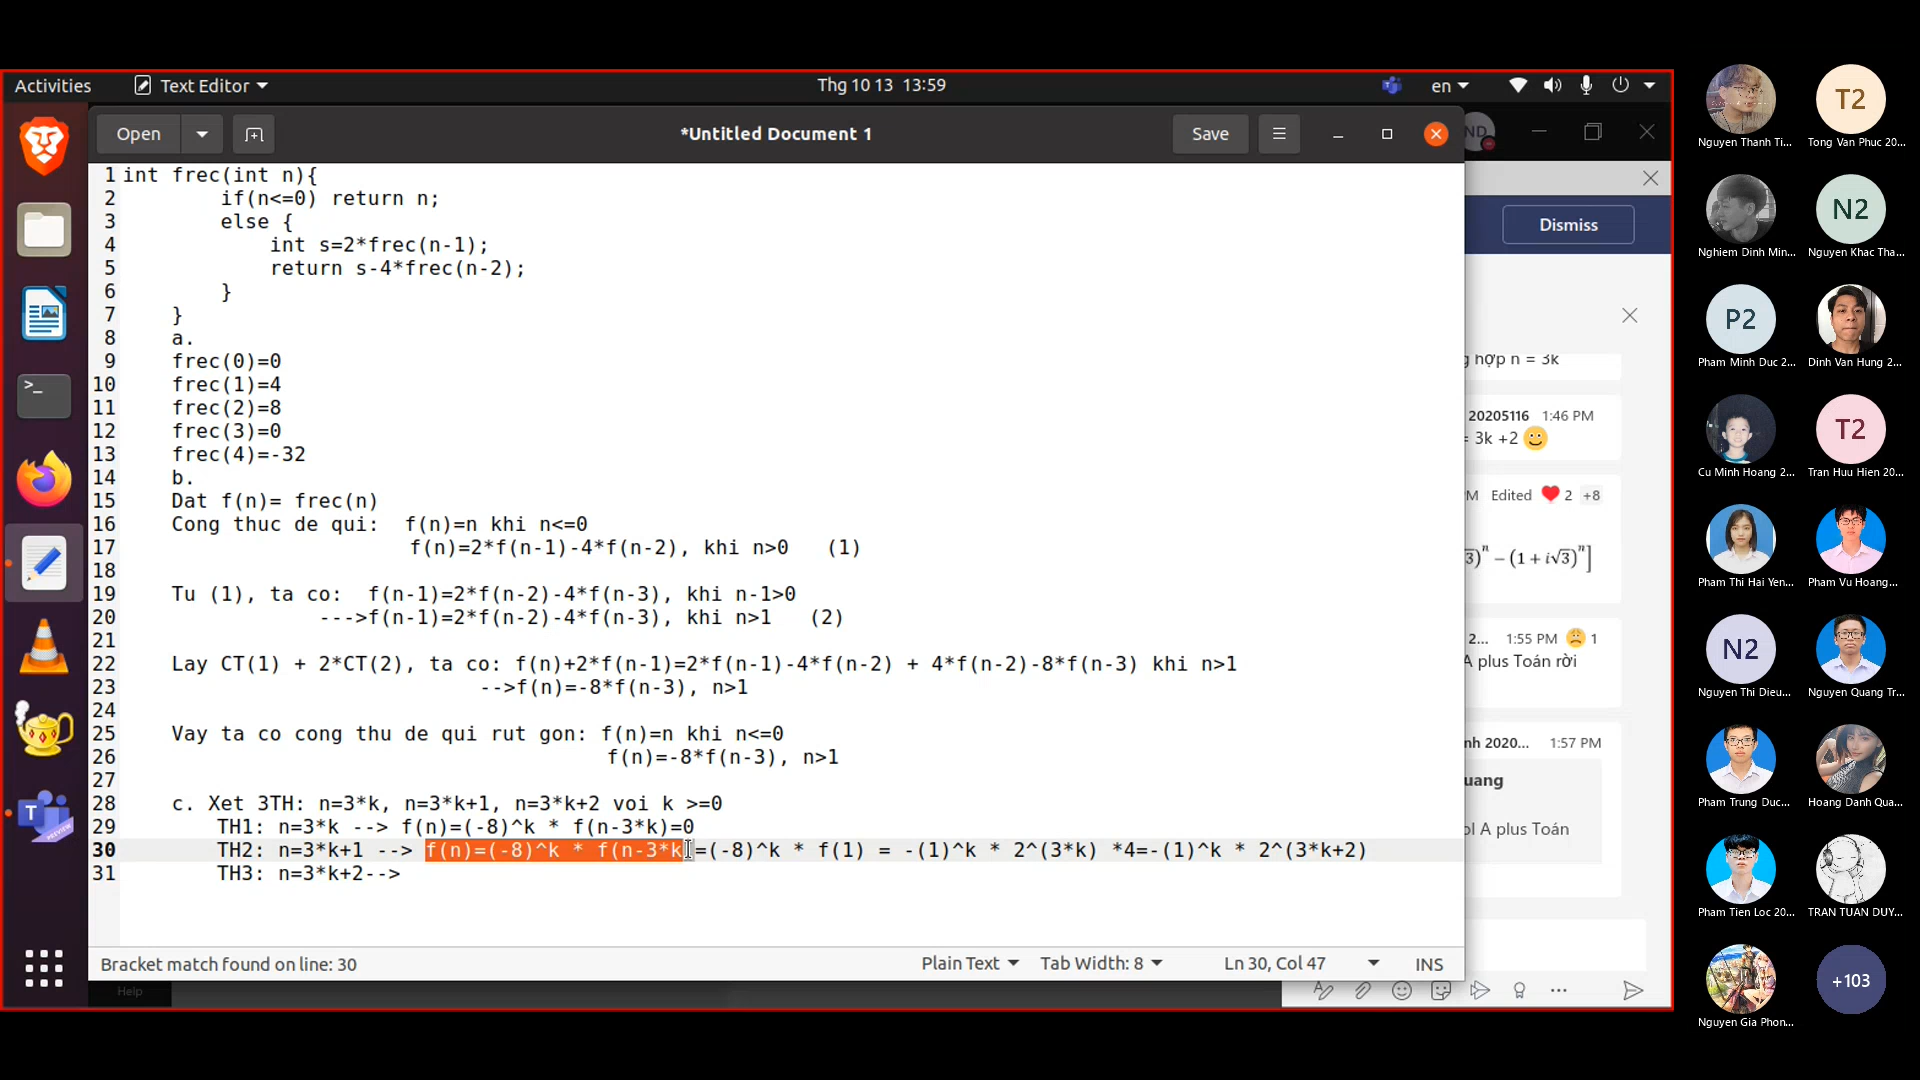 Activities
Text Editor
Thg 10 13 13:59
en
Open
*Untitled Document 1
Save
ND
1 int frec(int n){
2 if(n<=0) return n;
3 else {
4 int s=2*frec(n-1);
5 return s-4*frec(n-2);
6 }
7 }
8 a.
9 frec(0)=0
10 frec(1)=4
11 frec(2)=8
12 frec(3)=0
13 frec(4)=-32
14 b.
15 Dat f(n)= frec(n)
16 Cong thuc de qui: f(n)=n khi n<=0
17 f(n)=2*f(n-1)-4*f(n-2), khi n>0 (1)
18
19 Tu (1), ta co: f(n-1)=2*f(n-2)-4*f(n-3), khi n-1>0
20 --->f(n-1)=2*f(n-2)-4*f(n-3), khi n>1 (2)
21
22 Lay CT(1) + 2*CT(2), ta co: f(n)+2*f(n-1)=2*f(n-1)-4*f(n-2) + 4*f(n-2)-8*f(n-3) khi n>1
23 -->f(n)=-8*f(n-3), n>1
24
25 Vay ta co cong thu de qui rut gon: f(n)=n khi n<=0
26 f(n)=-8*f(n-3), n>1
27
28 c. Xet 3TH: n=3*k, n=3*k+1, n=3*k+2 voi k >=0
29 TH1: n=3*k --> f(n)=(-8)^k * f(n-3*k)=0
30 TH2: n=3*k+1 --> f(n)=(-8)^k * f(n-3*k)=(-8)^k * f(1) = -(1)^k * 2^(3*k) *4=-(1)^k * 2^(3*k+2)
31 TH3: n=3*k+2-->
Bracket match found on line: 30
Plain Text
Tab Width: 8
Ln 30, Col 47
INS
Help
Dismiss
g hợp n = 3k
20205116 1:46 PM
= 3k +2
M Edited 2 +8
3)^n − (1 + i√3)^n]
2... 1:55 PM 1
A plus Toán rời
nh 2020... 1:57 PM
uang
ol A plus Toán
Nguyen Thanh Ti...
T2
Tong Van Phuc 20...
Nghiem Dinh Min...
N2
Nguyen Khac Tha...
P2
Pham Minh Duc 2...
Dinh Van Hung 2...
Cu Minh Hoang 2...
T2
Tran Huu Hien 20...
Pham Thi Hai Yen...
Pham Vu Hoang...
N2
Nguyen Thi Dieu...
Nguyen Quang Tr...
Pham Trung Duc...
Hoang Danh Qua...
Pham Tien Loc 20...
TRAN TUAN DUY...
Nguyen Gia Phon...
+103